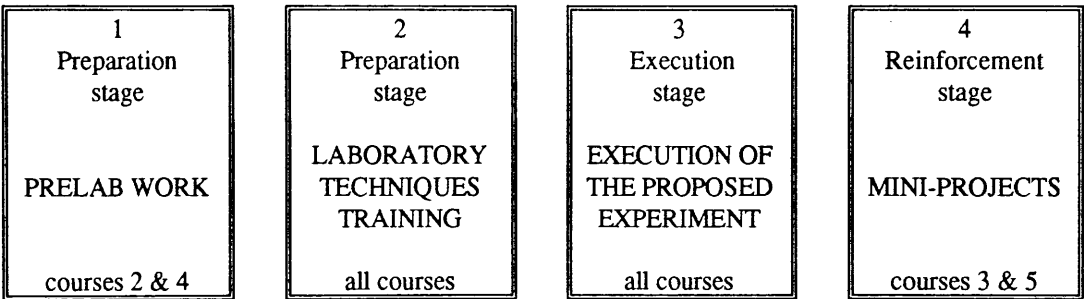 1
Preparation
stage
PRELAB WORK
courses 2 & 4
2
Preparation
stage
LABORATORY
TECHNIQUES
TRAINING
all courses
3
Execution
stage
EXECUTION OF
THE PROPOSED
EXPERIMENT
all courses
4
Reinforcement
stage
MINI-PROJECTS
courses 3 & 5